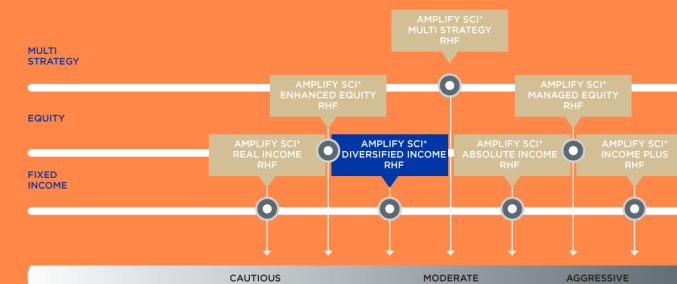 AMPLIFY SCI*
MULTI STRATEGY
RHF
MULTI
STRATEGY
AMPLIFY SCI*
ENHANCED EQUITY
RHF
AMPLIFY SCI*
MANAGED EQUITY
RHF
EQUITY
AMPLIFY SCI*
REAL INCOME
RHF
AMPLIFY SCI*
DIVERSIFIED INCOME
RHF
AMPLIFY SCI*
ABSOLUTE INCOME
RHF
AMPLIFY SCI*
INCOME PLUS
RHF
FIXED
INCOME
CAUTIOUS
MODERATE
AGGRESSIVE